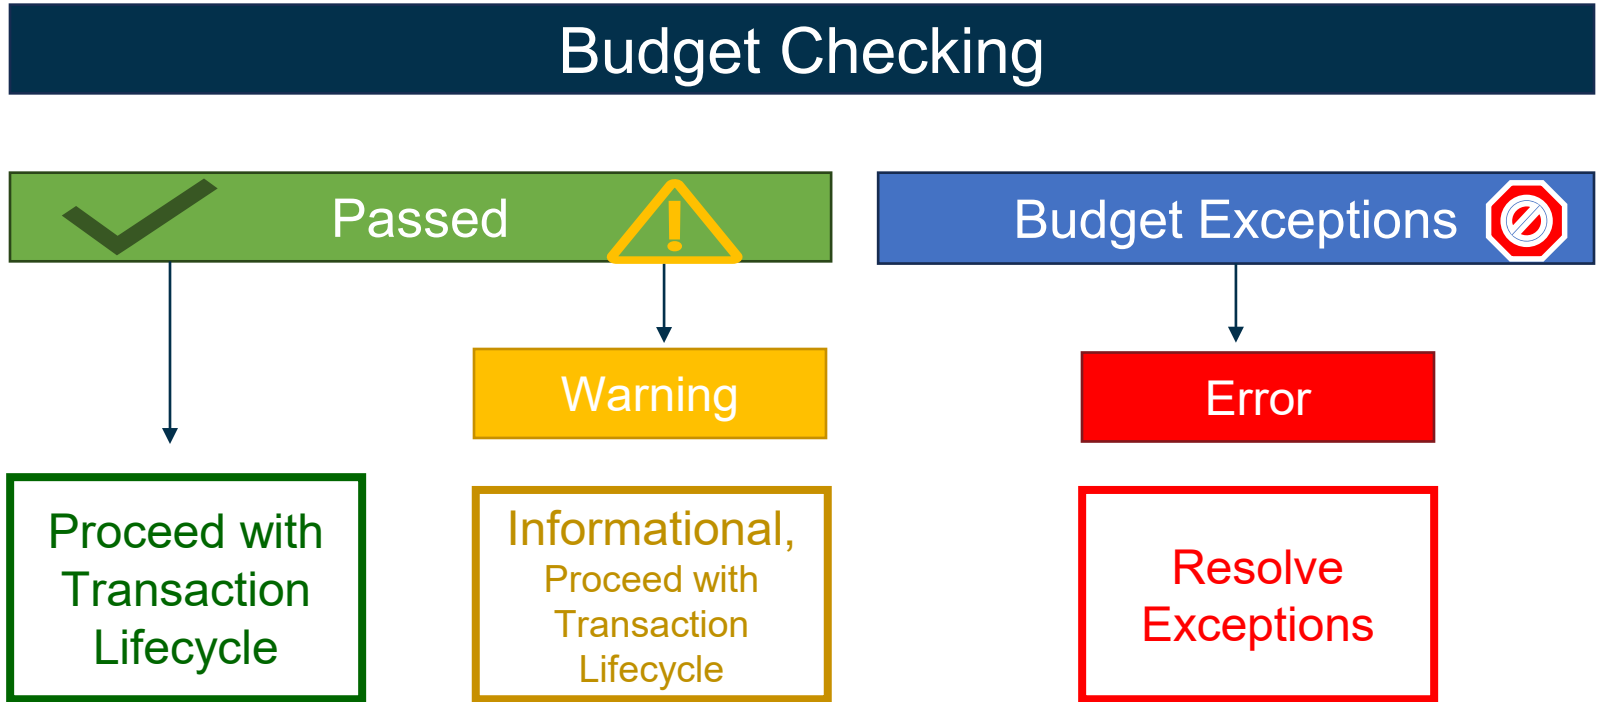 Budget Checking
Passed
Budget Exceptions
Warning
Error
Proceed with
Transaction
Lifecycle
Informational,
Proceed with
Transaction
Lifecycle
Resolve
Exceptions